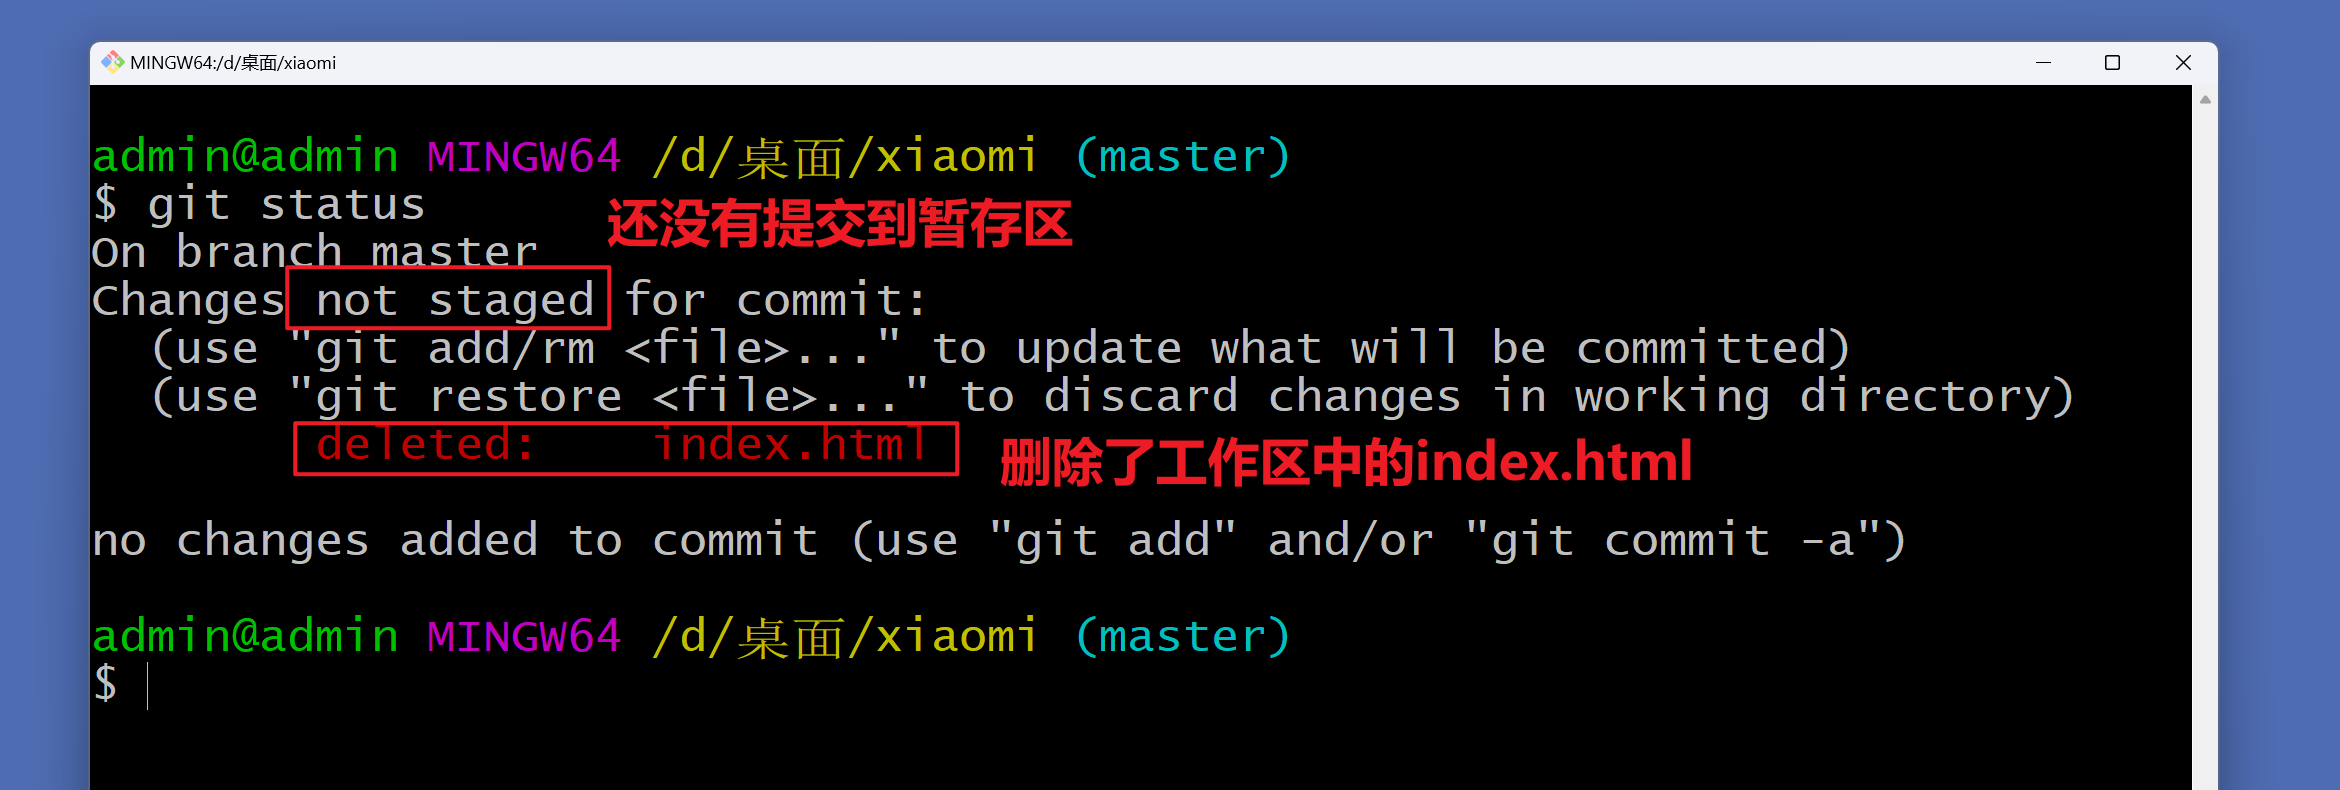 MINGW64:/d/桌面/xiaomi
admin@admin MINGW64 /d/桌面/xiaomi (master)
$ git status
还没有提交到暂存区
On branch master
Changes not staged for commit:
  (use "git add/rm <file>..." to update what will be committed)
  (use "git restore <file>..." to discard changes in working directory)
        deleted:    index.html
删除了工作区中的index.html
no changes added to commit (use "git add" and/or "git commit -a")
admin@admin MINGW64 /d/桌面/xiaomi (master)
$